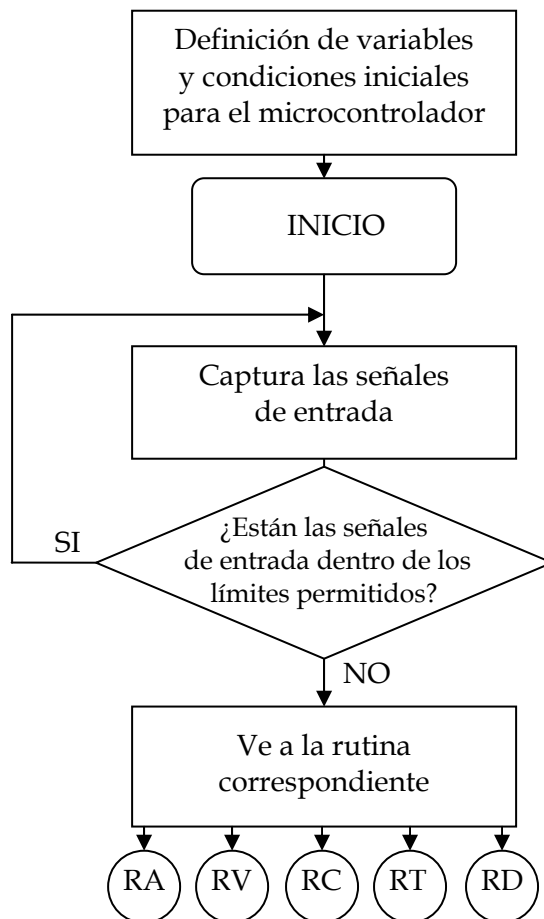 Definición de variables
y condiciones iniciales
para el microcontrolador
INICIO
Captura las señales
de entrada
¿Están las señales
de entrada dentro de los
límites permitidos?
SI
NO
Ve a la rutina
correspondiente
RA RV RC RT RD